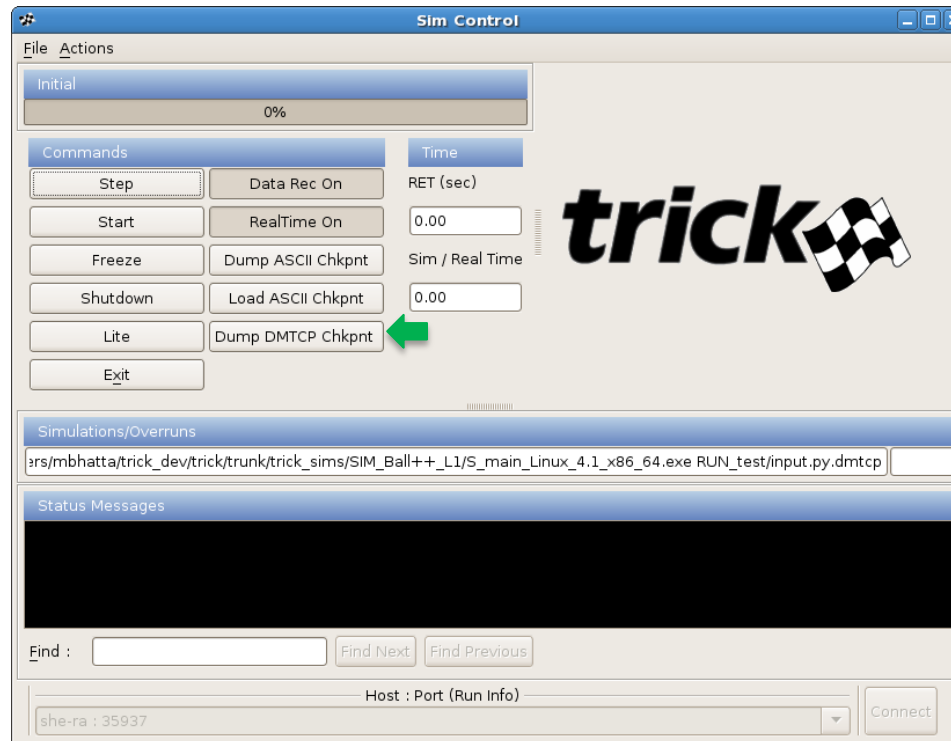 Sim Control
File Actions
Initial
0%
Commands
Time
Step
Data Rec On
RET (sec)
Start
RealTime On
0.00
Freeze
Dump ASCII Chkpnt
Sim / Real Time
Shutdown
Load ASCII Chkpnt
0.00
Lite
Dump DMTCP Chkpnt
Exit
trick
Simulations/Overruns
ers/mbhatta/trick_dev/trick/trunk/trick_sims/SIM_Ball++_L1/S_main_Linux_4.1_x86_64.exe RUN_test/input.py.dmtcp
Status Messages
Find :
Find Next
Find Previous
Host : Port (Run Info)
she-ra : 35937
Connect